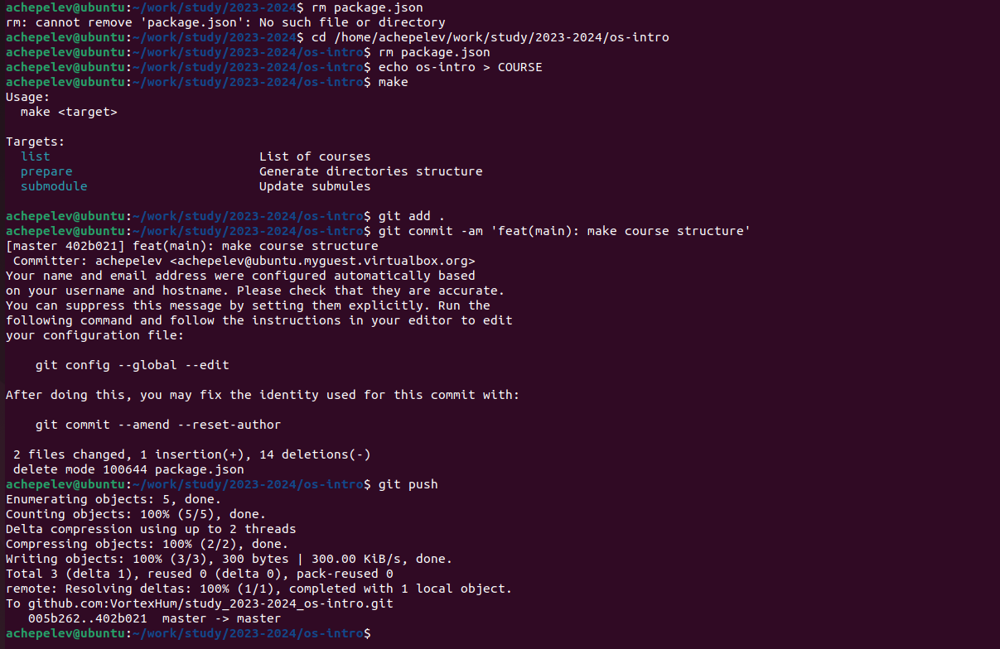 achepelev@ubuntu:~/work/study/2023-2024$ rm package.json
rm: cannot remove 'package.json': No such file or directory
achepelev@ubuntu:~/work/study/2023-2024$ cd /home/achepelev/work/study/2023-2024/os-intro
achepelev@ubuntu:~/work/study/2023-2024/os-intro$ rm package.json
achepelev@ubuntu:~/work/study/2023-2024/os-intro$ echo os-intro > COURSE
achepelev@ubuntu:~/work/study/2023-2024/os-intro$ make
Usage:
  make <target>

Targets:
  list                            List of courses
  prepare                         Generate directories structure
  submodule                       Update submules

achepelev@ubuntu:~/work/study/2023-2024/os-intro$ git add .
achepelev@ubuntu:~/work/study/2023-2024/os-intro$ git commit -am 'feat(main): make course structure'
[master 402b021] feat(main): make course structure
 Committer: achepelev <achepelev@ubuntu.myguest.virtualbox.org>
Your name and email address were configured automatically based
on your username and hostname. Please check that they are accurate.
You can suppress this message by setting them explicitly. Run the
following command and follow the instructions in your editor to edit
your configuration file:

    git config --global --edit

After doing this, you may fix the identity used for this commit with:

    git commit --amend --reset-author

 2 files changed, 1 insertion(+), 14 deletions(-)
 delete mode 100644 package.json
achepelev@ubuntu:~/work/study/2023-2024/os-intro$ git push
Enumerating objects: 5, done.
Counting objects: 100% (5/5), done.
Delta compression using up to 2 threads
Compressing objects: 100% (2/2), done.
Writing objects: 100% (3/3), 300 bytes | 300.00 KiB/s, done.
Total 3 (delta 1), reused 0 (delta 0), pack-reused 0
remote: Resolving deltas: 100% (1/1), completed with 1 local object.
To github.com:VortexHum/study_2023-2024_os-intro.git
   005b262..402b021  master -> master
achepelev@ubuntu:~/work/study/2023-2024/os-intro$